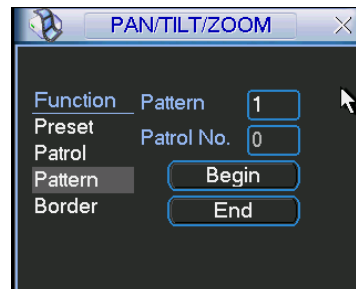 PAN/TILT/ZOOM
Function
Preset
Patrol
Pattern
Border
Pattern 1
Patrol No. 0
Begin
End